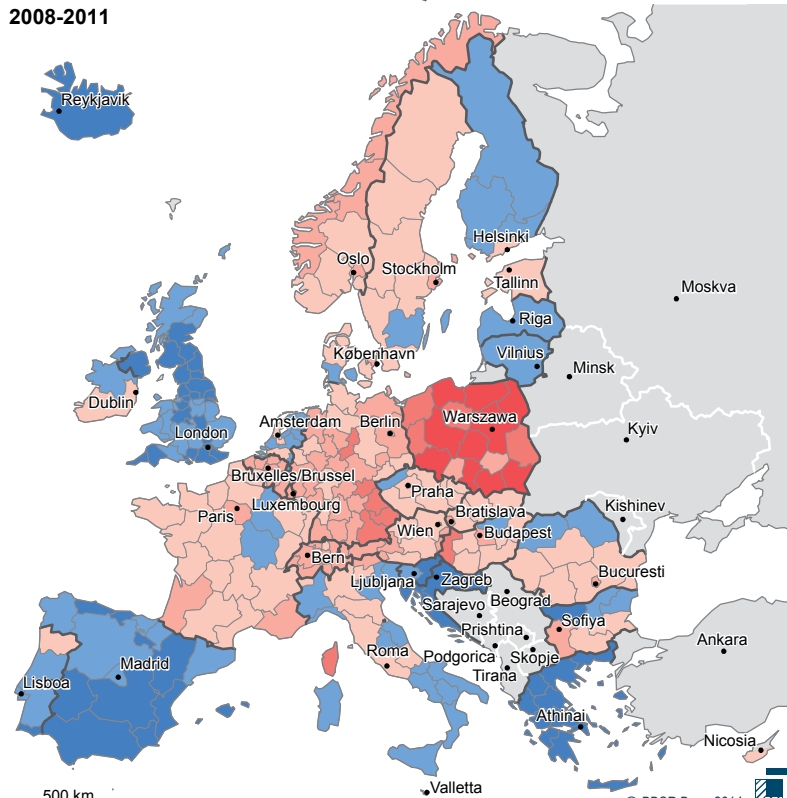 2008-2011
Reykjavik
Helsinki
Oslo
Stockholm
Tallinn
Moskva
Riga
København
Vilnius
Minsk
Dublin
Amsterdam
Berlin
Warszawa
London
Kyiv
Bruxelles/Brussel
Praha
Luxembourg
Kishinev
Paris
Bratislava
Wien
Budapest
Bern
Bucuresti
Ljubljana
Zagreb
Beograd
Sarajevo
Sofiya
Prishtina
Ankara
Madrid
Roma
Podgorica
Skopje
Tirana
Lisboa
Athinai
Nicosia
Valletta
500 km